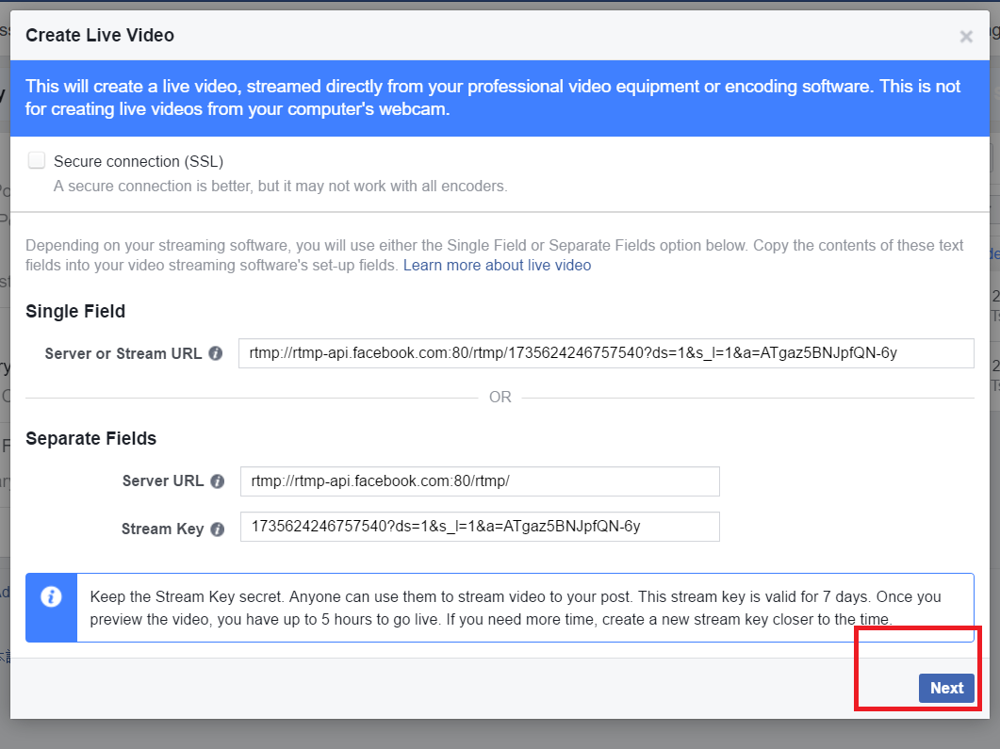 Create Live Video
This will create a live video, streamed directly from your professional video equipment or encoding software. This is not
for creating live videos from your computer's webcam.
Secure connection (SSL)
A secure connection is better, but it may not work with all encoders.
Depending on your streaming software, you will use either the Single Field or Separate Fields option below. Copy the contents of these text
fields into your video streaming software's set-up fields. Learn more about live video
Single Field
Server or Stream URL rtmp://rtmp-api.facebook.com:80/rtmp/1735624246757540?ds=1&s_l=1&a=ATgaz5BNJpfQN-6y
OR
Separate Fields
Server URL rtmp://rtmp-api.facebook.com:80/rtmp/
Stream Key 1735624246757540?ds=1&s_l=1&a=ATgaz5BNJpfQN-6y
Keep the Stream Key secret. Anyone can use them to stream video to your post. This stream key is valid for 7 days. Once you
preview the video, you have up to 5 hours to go live. If you need more time, create a new stream key closer to the time.
Next